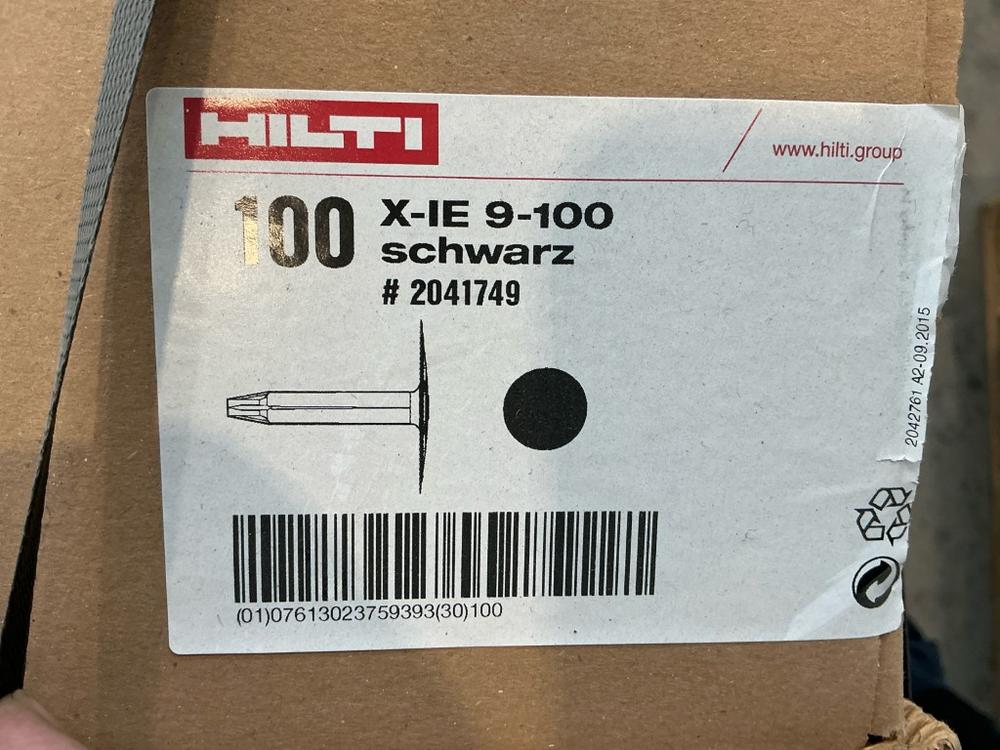 HILTI
www.hilti.group
100 X-IE 9-100
schwarz
# 2041749
2042761 A2-09.2015
(01)07613023759393(30)100